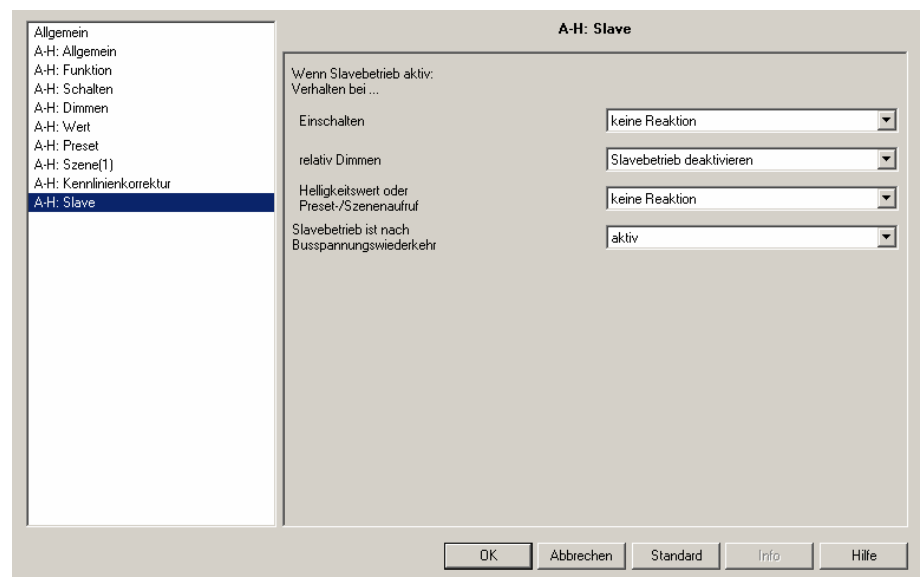 Allgemein
A-H: Allgemein
A-H: Funktion
A-H: Schalten
A-H: Dimmen
A-H: Wert
A-H: Preset
A-H: Szene(1)
A-H: Kennlinienkorrektur
A-H: Slave
A-H: Slave
Wenn Slavebetrieb aktiv:
Verhalten bei ...
Einschalten
keine Reaktion
relativ Dimmen
Slavebetrieb deaktivieren
Helligkeitswert oder
Preset-/Szenenaufruf
keine Reaktion
Slavebetrieb ist nach
Busspannungswiederkehr
aktiv
OK
Abbrechen
Standard
Info
Hilfe